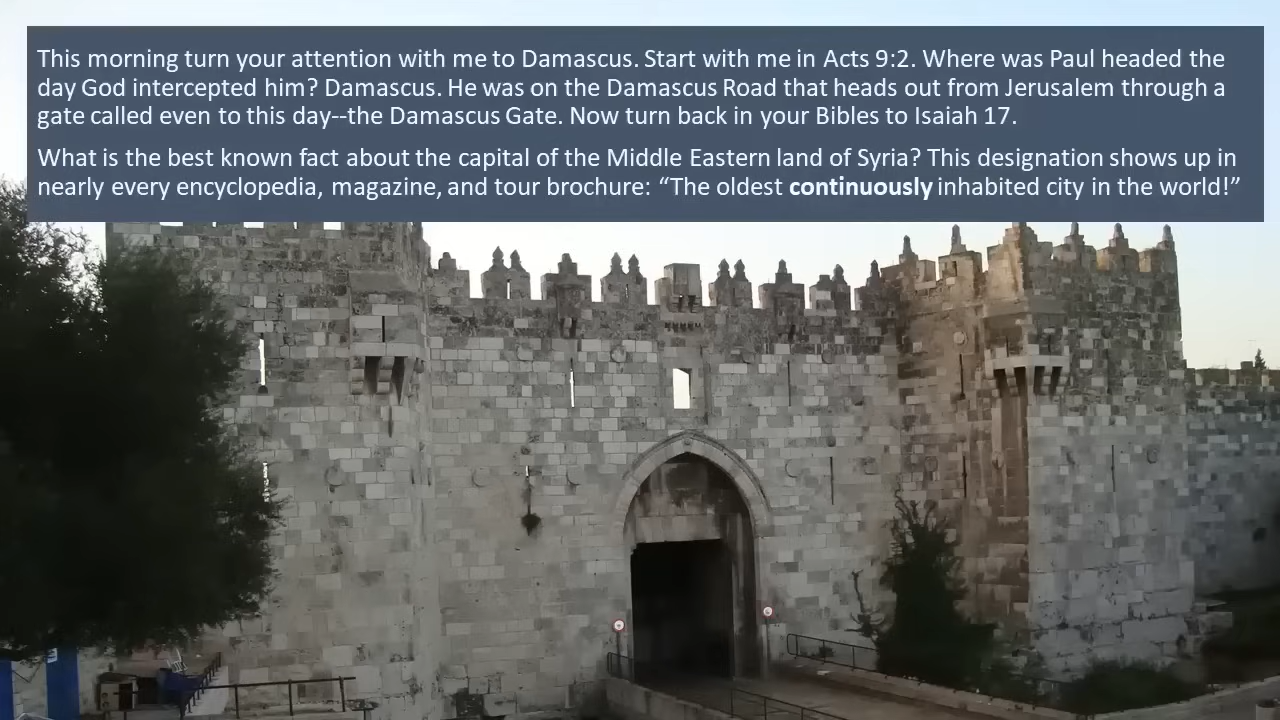 This morning turn your attention with me to Damascus. Start with me in Acts 9:2. Where was Paul headed the
day God intercepted him? Damascus. He was on the Damascus Road that heads out from Jerusalem through a
gate called even to this day--the Damascus Gate. Now turn back in your Bibles to Isaiah 17.
What is the best known fact about the capital of the Middle Eastern land of Syria? This designation shows up in
nearly every encyclopedia, magazine, and tour brochure: “The oldest continuously inhabited city in the world!”